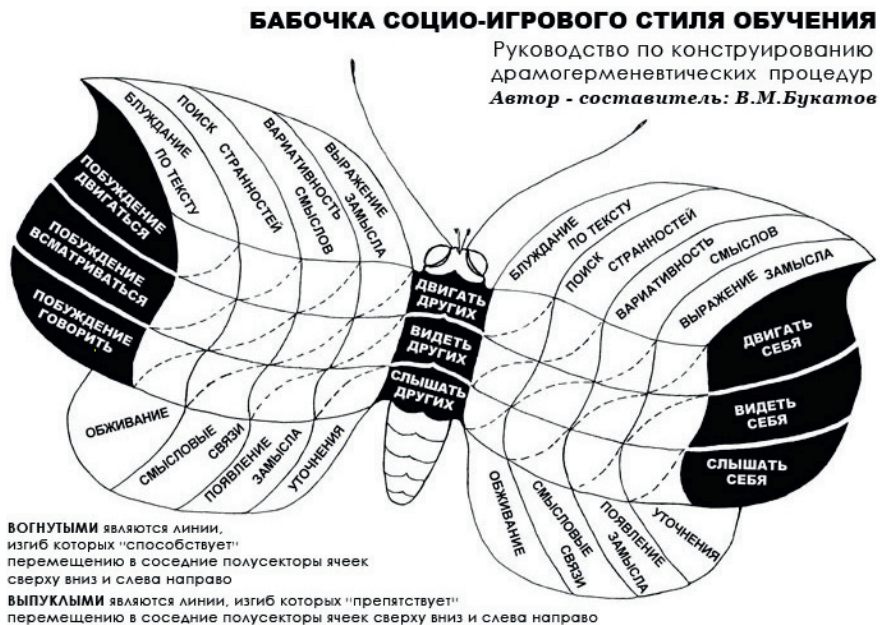 БАБОЧКА СОЦИО-ИГРОВОГО СТИЛЯ ОБУЧЕНИЯ
Руководство по конструированию
драмогерменевтических процедур
Автор - составитель: В.М.Букатов
БЛУЖДАНИЕ
ПО ТЕКСТУ
ПОИСК
СТРАННОСТЕЙ
ВАРИАТИВНОСТЬ
СМЫСЛОВ
ВЫРАЖЕНИЕ
ЗАМЫСЛА
ПОБУЖДЕНИЕ
ДВИГАТЬСЯ
ПОБУЖДЕНИЕ
ВСМАТРИВАТЬСЯ
ПОБУЖДЕНИЕ
ГОВОРИТЬ
ОБЖИВАНИЕ
СМЫСЛОВЫЕ
СВЯЗИ
ПОЯВЛЕНИЕ
ЗАМЫСЛА
УТОЧНЕНИЯ
ДВИГАТЬ
ДРУГИХ
ВИДЕТЬ
ДРУГИХ
СЛЫШАТЬ
ДРУГИХ
БЛУЖДАНИЕ
ПО ТЕКСТУ
ПОИСК
СТРАННОСТЕЙ
ВАРИАТИВНОСТЬ
СМЫСЛОВ
ВЫРАЖЕНИЕ
ЗАМЫСЛА
ДВИГАТЬ
СЕБЯ
ВИДЕТЬ
СЕБЯ
СЛЫШАТЬ
СЕБЯ
ОБЖИВАНИЕ
СМЫСЛОВЫЕ
СВЯЗИ
ПОЯВЛЕНИЕ
ЗАМЫСЛА
УТОЧНЕНИЯ
ВОГНУТЫМИ являются линии,
изгиб которых "способствует"
перемещению в соседние полусекторы ячеек
сверху вниз и слева направо
ВЫПУКЛЫМИ являются линии, изгиб которых "препятствует"
перемещению в соседние полусекторы ячеек сверху вниз и слева направо